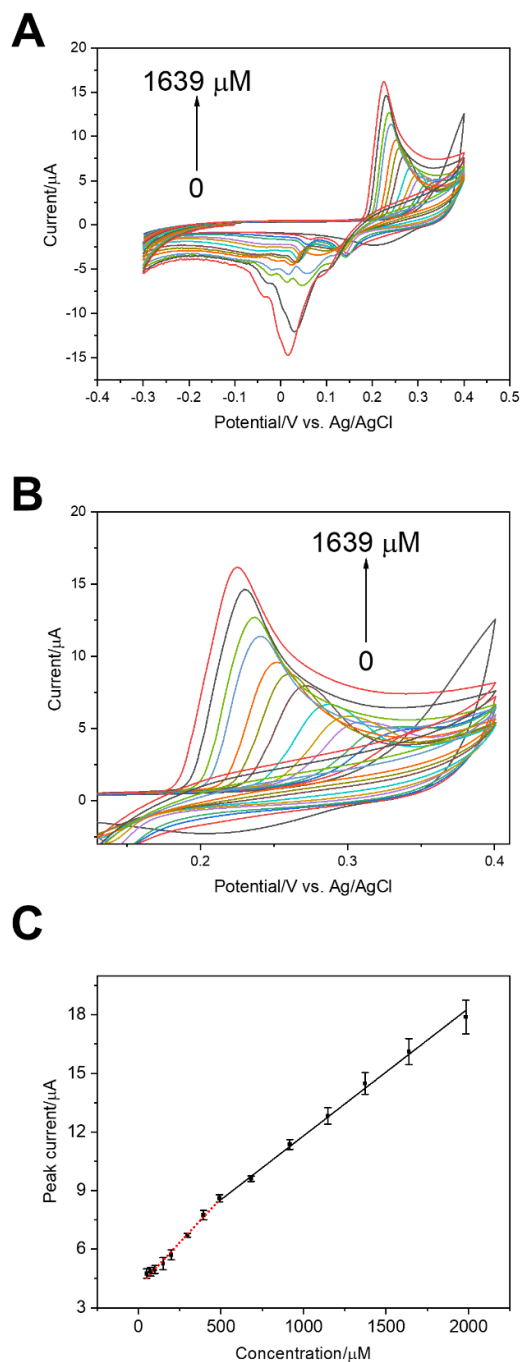 A
20
15
10
5
0
-5
-10
-15
Current/μA
1639 μM
0
-0.4 -0.3 -0.2 -0.1 0 0.1 0.2 0.3 0.4 0.5
Potential/V vs. Ag/AgCl
B
20
15
10
5
0
Current/μA
1639 μM
0
0.2 0.3 0.4
Potential/V vs. Ag/AgCl
C
18
15
12
9
6
3
Peak current/μA
0 500 1000 1500 2000
Concentration/μM